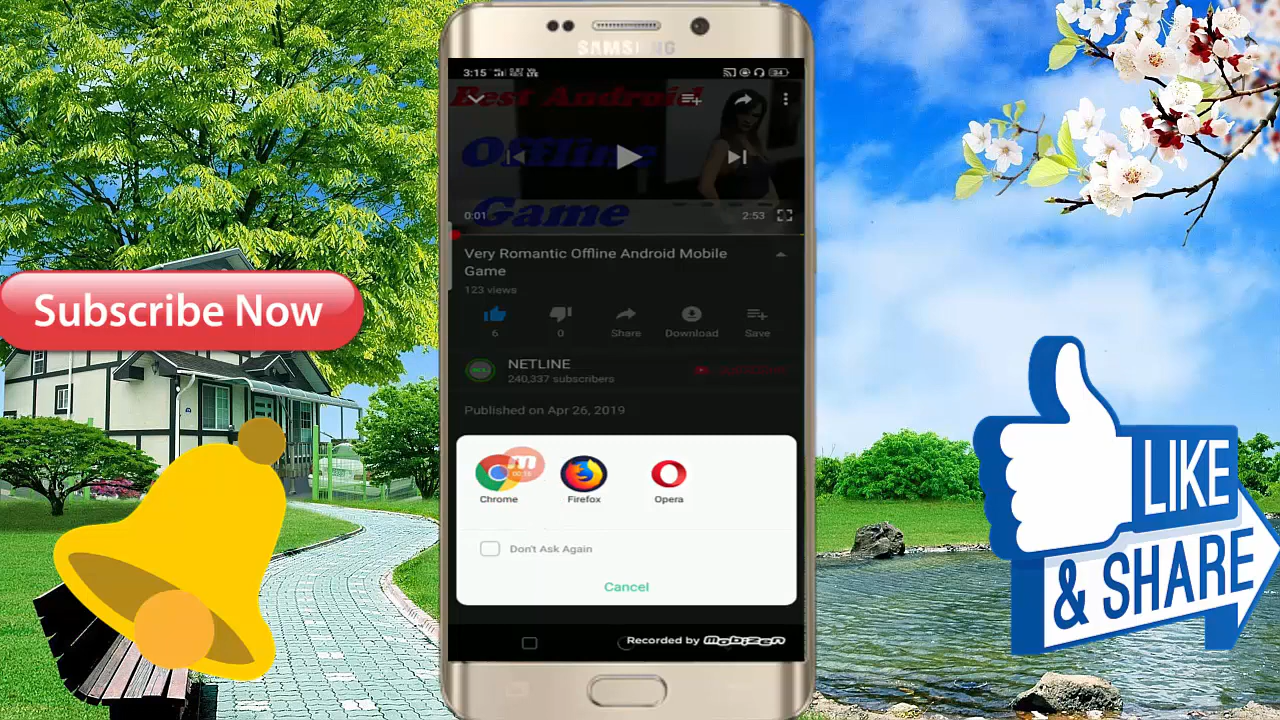 SAMSUNG
3:15
34
Best Android
Offline
Game
0:01
2:53
Very Romantic Offline Android Mobile
Game
123 views
6
0
Share
Download
Save
NETLINE
240,337 subscribers
Published on Apr 26, 2019
Chrome
Firefox
Opera
Don't Ask Again
Cancel
Recorded by mobizen
Subscribe Now
LIKE
& SHARE